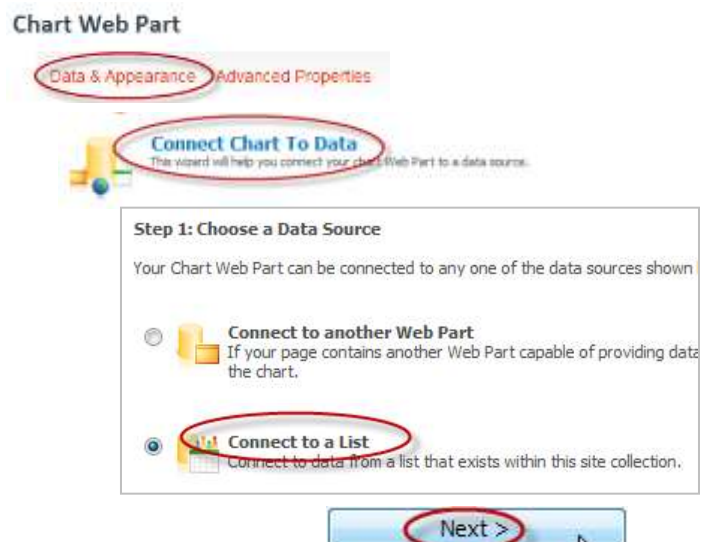 Chart Web Part
Data & Appearance Advanced Properties
Connect Chart To Data
This wizard will help you connect your chart Web Part to a data source.
Step 1: Choose a Data Source
Your Chart Web Part can be connected to any one of the data sources shown
Connect to another Web Part
If your page contains another Web Part capable of providing data
the chart.
Connect to a List
Connect to data from a list that exists within this site collection.
Next >